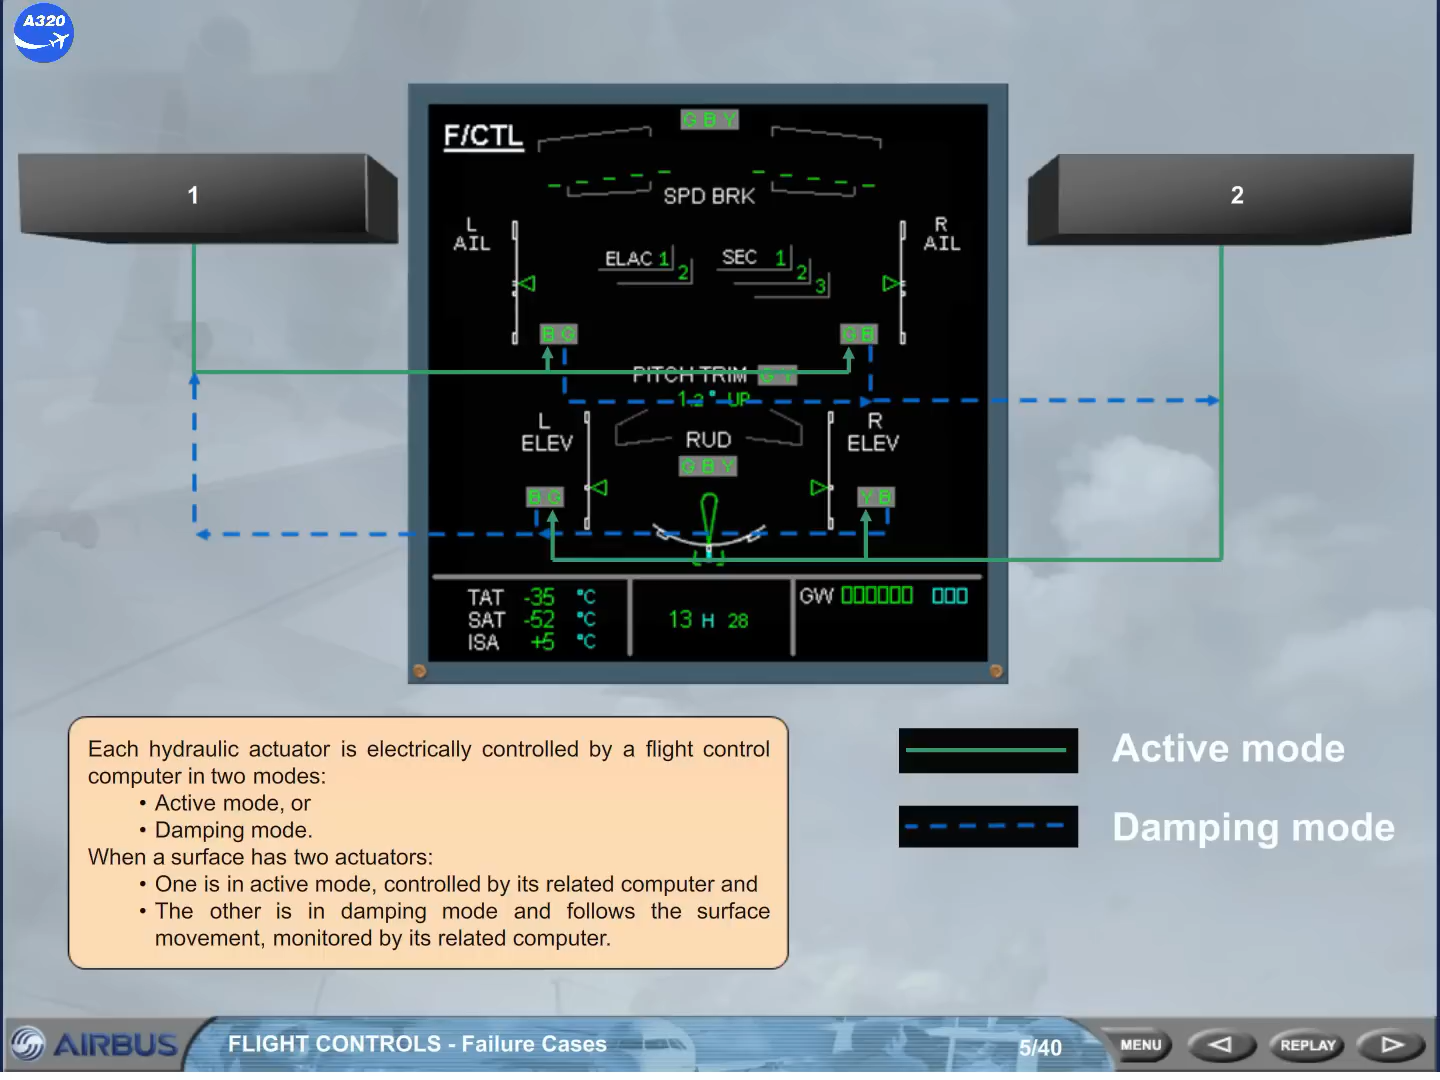 A320
G B Y
F/CTL
1
2
SPD BRK
L
AIL
R
AIL
ELAC 1
2
SEC 1
2
3
B G
G B
PITCH TRIM G Y
1.2 ° UP
L
ELEV
R
ELEV
RUD
G B Y
B G
Y B
TAT -35 °C
SAT -52 °C
ISA +5 °C
13 H 28
GW
Each hydraulic actuator is electrically controlled by a flight control
computer in two modes:
• Active mode, or
• Damping mode.
When a surface has two actuators:
• One is in active mode, controlled by its related computer and
• The other is in damping mode and follows the surface
movement, monitored by its related computer.
Active mode
Damping mode
AIRBUS
FLIGHT CONTROLS - Failure Cases
5/40
MENU
REPLAY